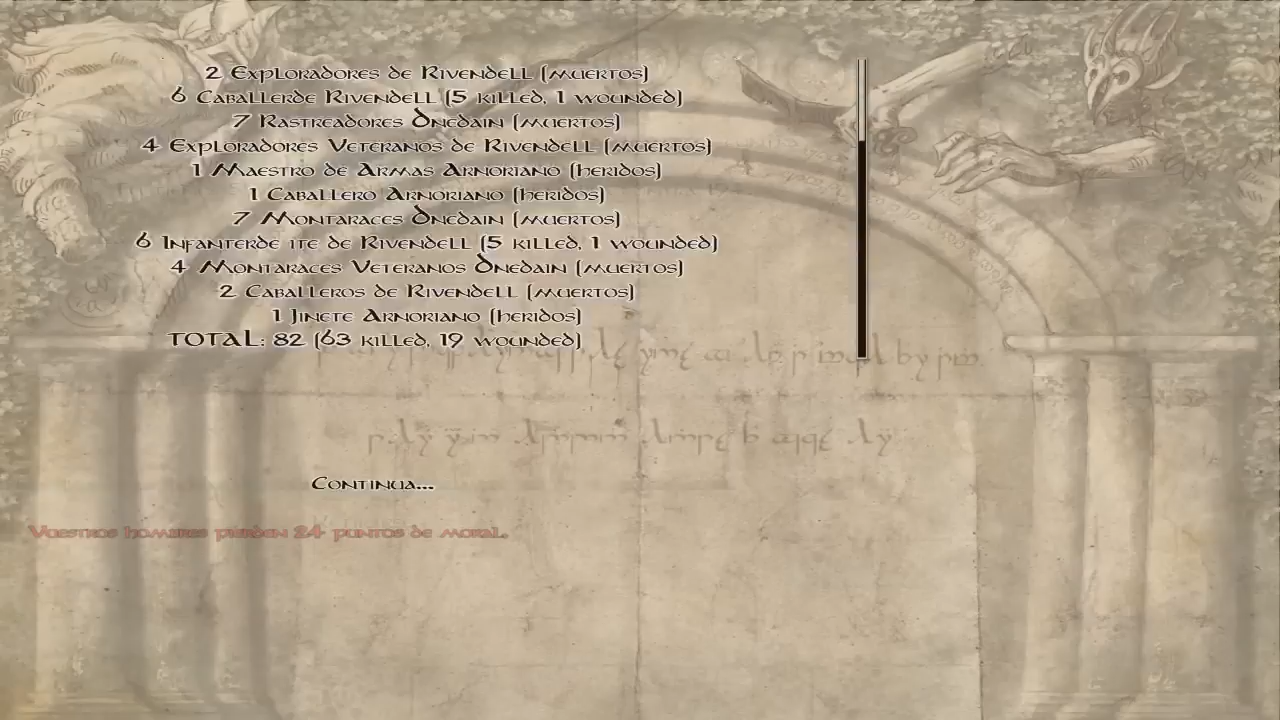 2 Exploradores de Rivendell (muertos)
6 Caballerde Rivendell (5 killed, 1 wounded)
7 Rastreadores Dnedain (muertos)
4 Exploradores Veteranos de Rivendell (muertos)
1 Maestro de Armas Arnoriano (heridos)
1 Caballero Arnoriano (heridos)
7 Montaraces Dnedain (muertos)
6 Infanterde ite de Rivendell (5 killed, 1 wounded)
4 Montaraces Veteranos Dnedain (muertos)
2 Caballeros de Rivendell (muertos)
1 Jinete Arnoriano (heridos)
TOTAL: 82 (63 killed, 19 wounded)
Continua...
Vuestros hombres pierden 24 puntos de moral.